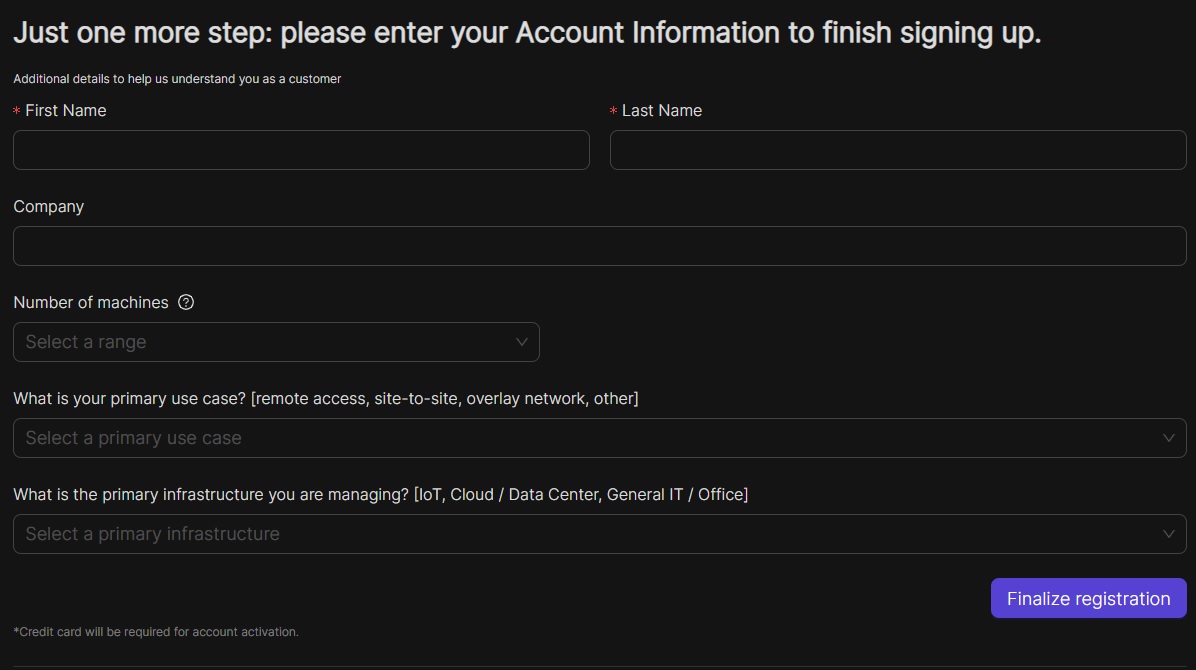 Just one more step: please enter your Account Information to finish signing up.
Additional details to help us understand you as a customer
* First Name
* Last Name
Company
Number of machines ?
Select a range
What is your primary use case? [remote access, site-to-site, overlay network, other]
Select a primary use case
What is the primary infrastructure you are managing? [IoT, Cloud / Data Center, General IT / Office]
Select a primary infrastructure
Finalize registration
*Credit card will be required for account activation.